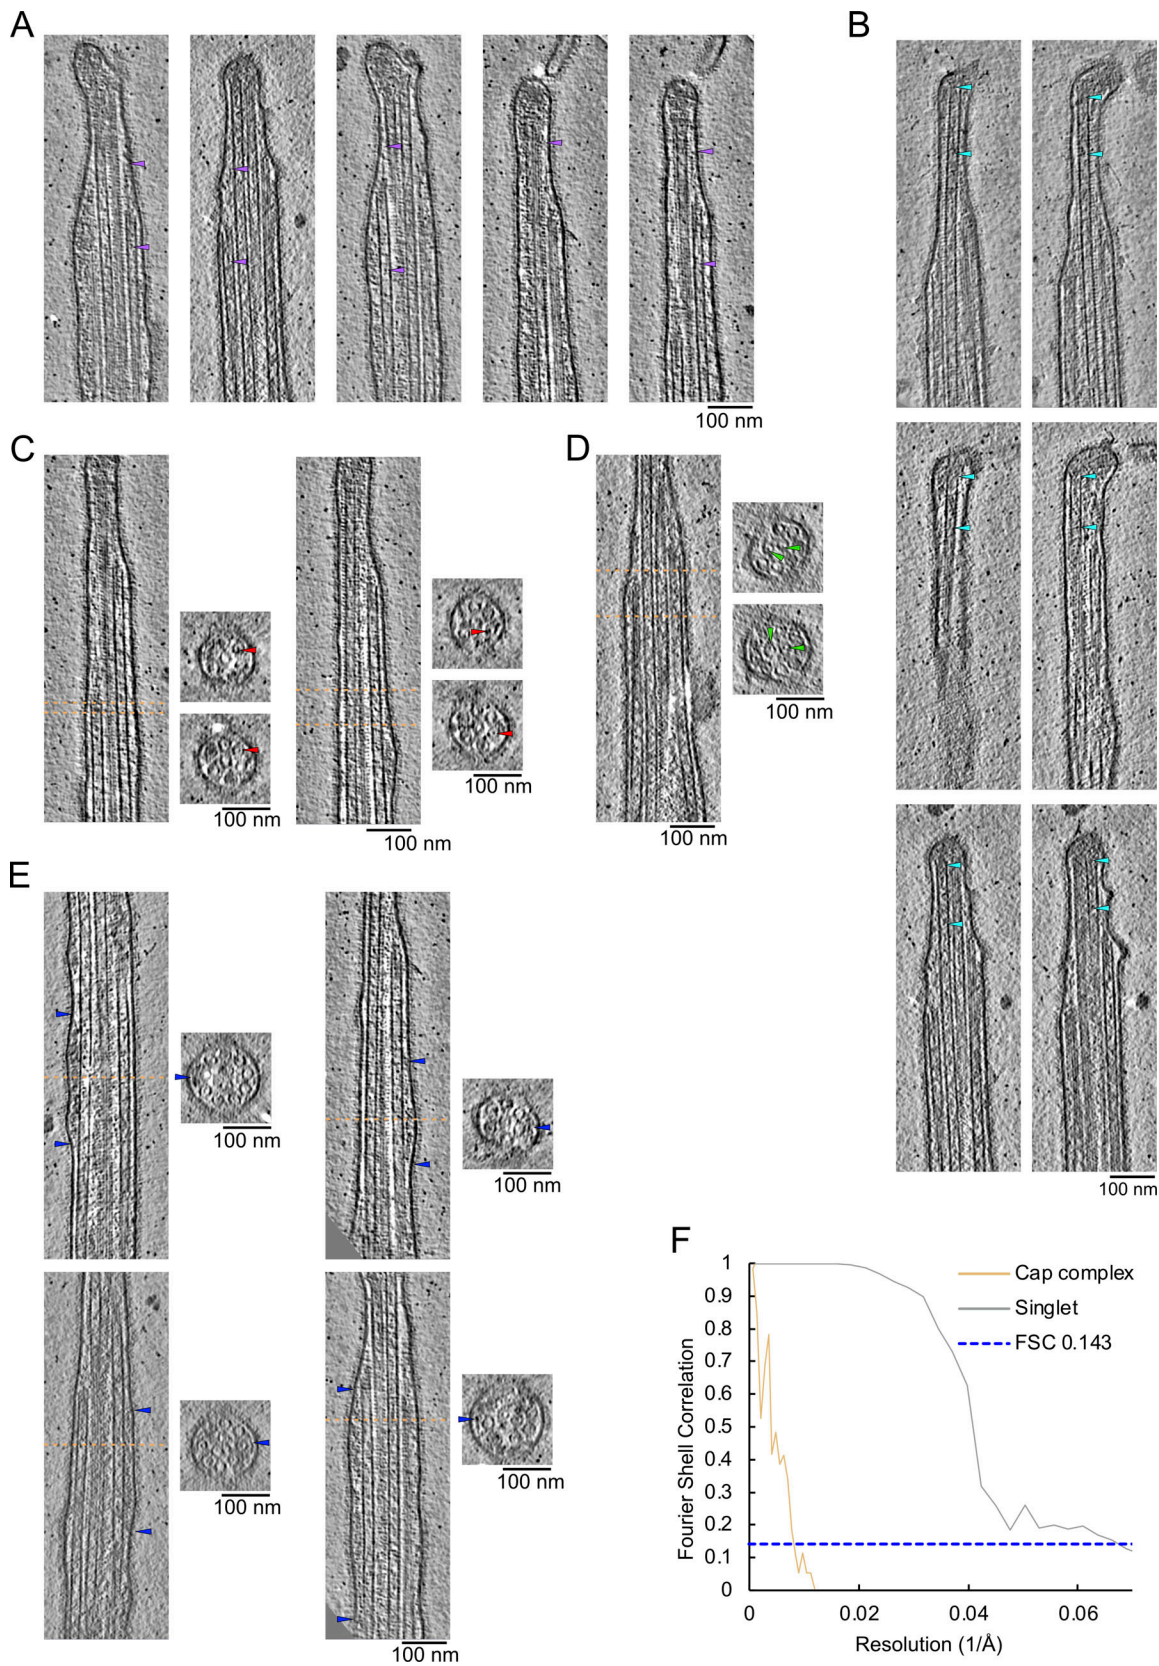 A
B
100 nm
C
D
100 nm
100 nm
100 nm
100 nm
100 nm
100 nm
E
100 nm
100 nm
100 nm
100 nm
100 nm
100 nm
F
1
0.9
0.8
0.7
0.6
0.5
0.4
0.3
0.2
0.1
0
Fourier Shell Correlation
Cap complex
Singlet
FSC 0.143
0
0.02
0.04
0.06
Resolution (1/Å)